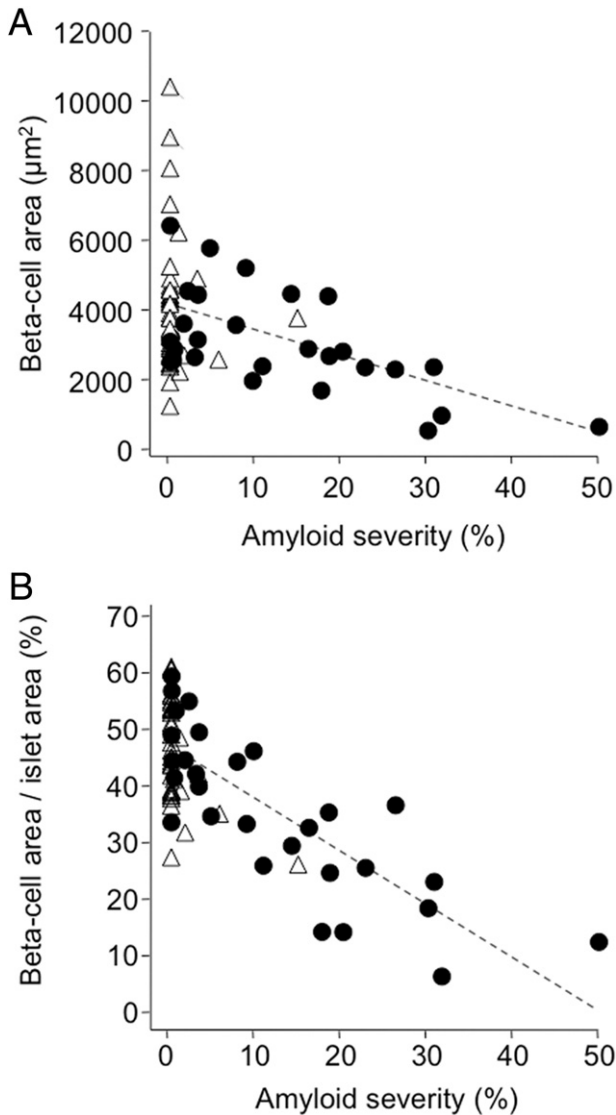 A
Beta-cell area (µm²)
12000
10000
8000
6000
4000
2000
0
0 10 20 30 40 50
Amyloid severity (%)
B
Beta-cell area / islet area (%)
70
60
50
40
30
20
10
0
0 10 20 30 40 50
Amyloid severity (%)